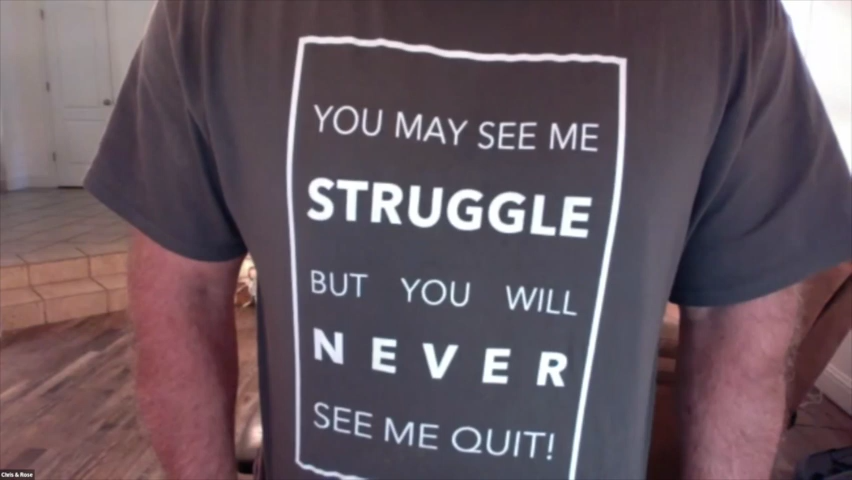 YOU MAY SEE ME
STRUGGLE
BUT YOU WILL
NEVER
SEE ME QUIT!
Chris & Rose